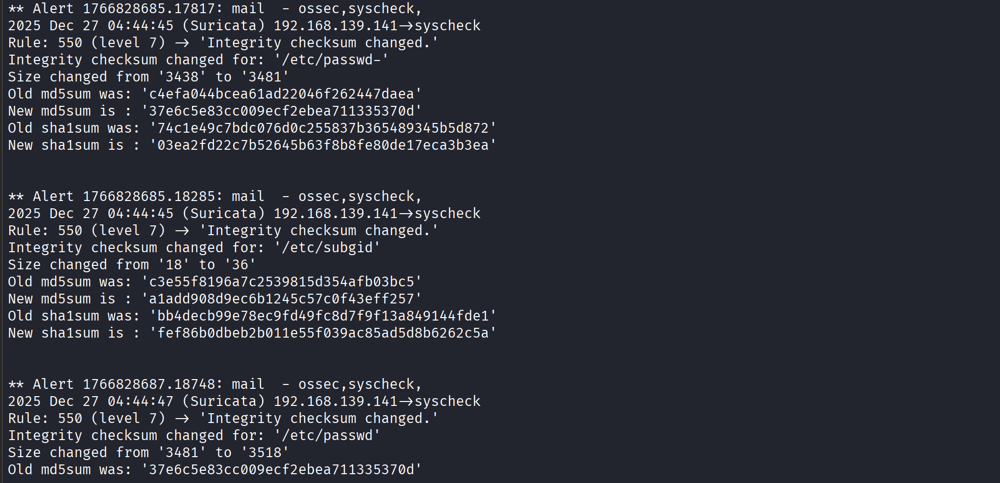 ** Alert 1766828685.17817: mail  - ossec,syscheck,
2025 Dec 27 04:44:45 (Suricata) 192.168.139.141->syscheck
Rule: 550 (level 7) -> 'Integrity checksum changed.'
Integrity checksum changed for: '/etc/passwd-'
Size changed from '3438' to '3481'
Old md5sum was: 'c4efa044bcea61ad22046f262447daea'
New md5sum is : '37e6c5e83cc009ecf2ebea711335370d'
Old sha1sum was: '74c1e49c7bdc076d0c255837b365489345b5d872'
New sha1sum is : '03ea2fd22c7b52645b63f8b8fe80de17eca3b3ea'
** Alert 1766828685.18285: mail  - ossec,syscheck,
2025 Dec 27 04:44:45 (Suricata) 192.168.139.141->syscheck
Rule: 550 (level 7) -> 'Integrity checksum changed.'
Integrity checksum changed for: '/etc/subgid'
Size changed from '18' to '36'
Old md5sum was: 'c3e55f8196a7c2539815d354afb03bc5'
New md5sum is : 'a1add908d9ec6b1245c57c0f43eff257'
Old sha1sum was: 'bb4decb99e78ec9fd49fc8d7f9f13a849144fde1'
New sha1sum is : 'fef86b0dbeb2b011e55f039ac85ad5d8b6262c5a'
** Alert 1766828687.18748: mail  - ossec,syscheck,
2025 Dec 27 04:44:47 (Suricata) 192.168.139.141->syscheck
Rule: 550 (level 7) -> 'Integrity checksum changed.'
Integrity checksum changed for: '/etc/passwd'
Size changed from '3481' to '3518'
Old md5sum was: '37e6c5e83cc009ecf2ebea711335370d'